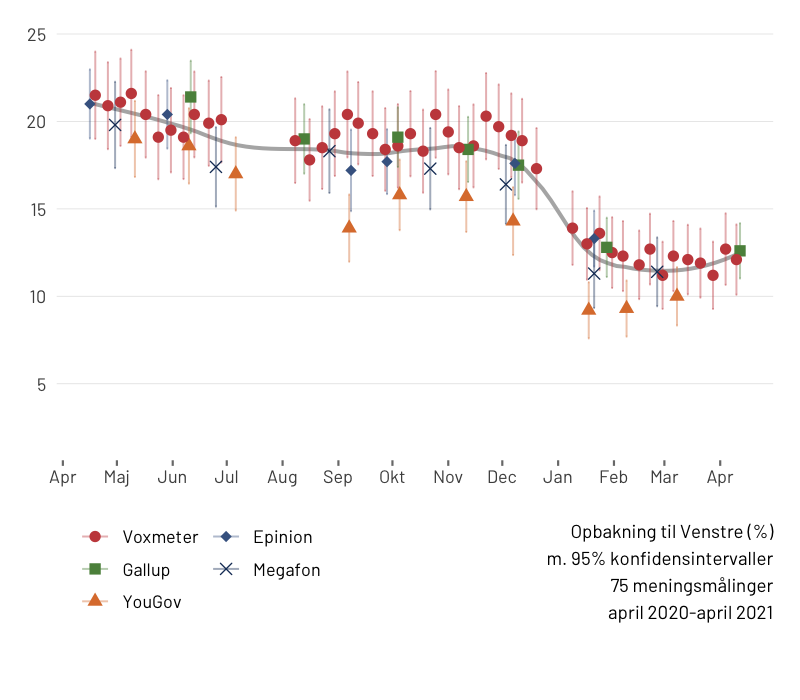 25
20
15
10
5
Apr Maj Jun Jul Aug Sep Okt Nov Dec Jan Feb Mar Apr
Voxmeter Epinion
Gallup Megafon
YouGov
Opbakning til Venstre (%)
m. 95% konfidensintervaller
75 meningsmålinger
april 2020-april 2021